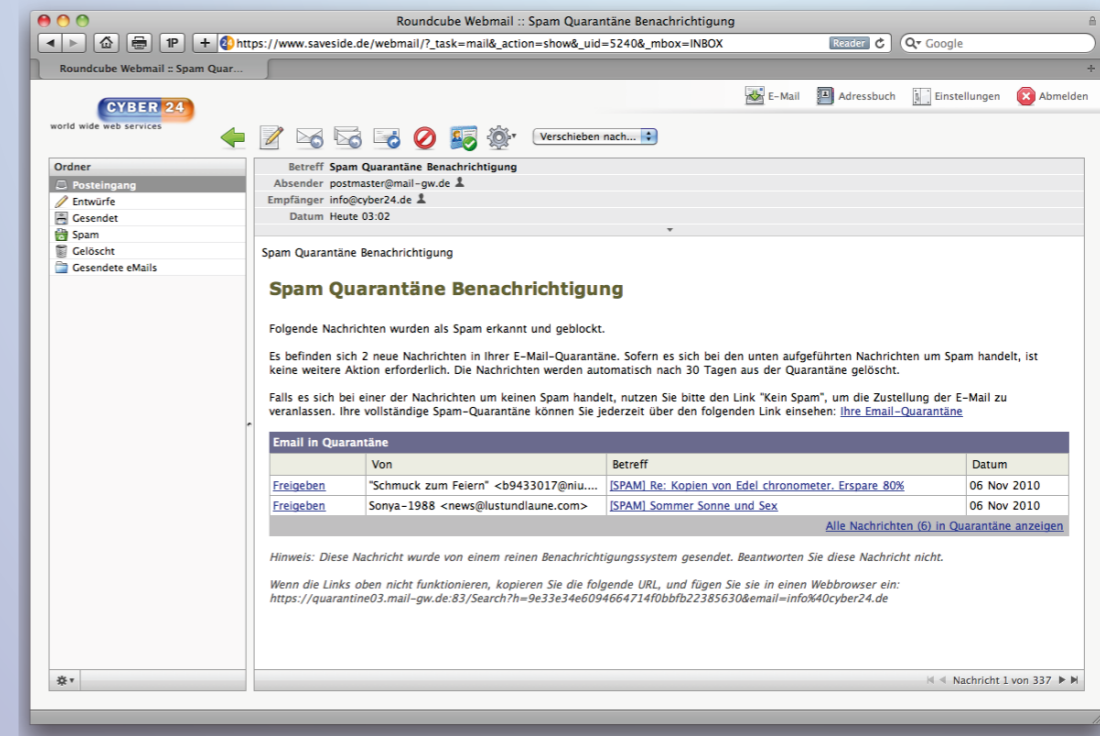 Roundcube Webmail :: Spam Quarantäne Benachrichtigung
1P + https://www.saveside.de/webmail/?_task=mail&_action=show&_uid=5240&_mbox=INBOX Reader Google
Roundcube Webmail :: Spam Quar...
CYBER 24
world wide web services
E-Mail Adressbuch Einstellungen Abmelden
Verschieben nach...
Ordner
Posteingang
Entwürfe
Gesendet
Spam
Gelöscht
Gesendete eMails
Betreff Spam Quarantäne Benachrichtigung
Absender postmaster@mail-gw.de
Empfänger info@cyber24.de
Datum Heute 03:02
Spam Quarantäne Benachrichtigung
Spam Quarantäne Benachrichtigung
Folgende Nachrichten wurden als Spam erkannt und geblockt.
Es befinden sich 2 neue Nachrichten in Ihrer E-Mail-Quarantäne. Sofern es sich bei den unten aufgeführten Nachrichten um Spam handelt, ist
keine weitere Aktion erforderlich. Die Nachrichten werden automatisch nach 30 Tagen aus der Quarantäne gelöscht.
Falls es sich bei einer der Nachrichten um keinen Spam handelt, nutzen Sie bitte den Link "Kein Spam", um die Zustellung der E-Mail zu
veranlassen. Ihre vollständige Spam-Quarantäne können Sie jederzeit über den folgenden Link einsehen: Ihre Email-Quarantäne
Email in Quarantäne
Von Betreff Datum
Freigeben "Schmuck zum Feiern" <b9433017@niu.... [SPAM] Re: Kopien von Edel chronometer. Erspare 80% 06 Nov 2010
Freigeben Sonya-1988 <news@lustundlaune.com> [SPAM] Sommer Sonne und Sex 06 Nov 2010
Alle Nachrichten (6) in Quarantäne anzeigen
Hinweis: Diese Nachricht wurde von einem reinen Benachrichtigungssystem gesendet. Beantworten Sie diese Nachricht nicht.
Wenn die Links oben nicht funktionieren, kopieren Sie die folgende URL, und fügen Sie sie in einen Webbrowser ein:
https://quarantine03.mail-gw.de:83/Search?h=9e33e34e6094664714f0bbfb22385630&email=info%40cyber24.de
Nachricht 1 von 337